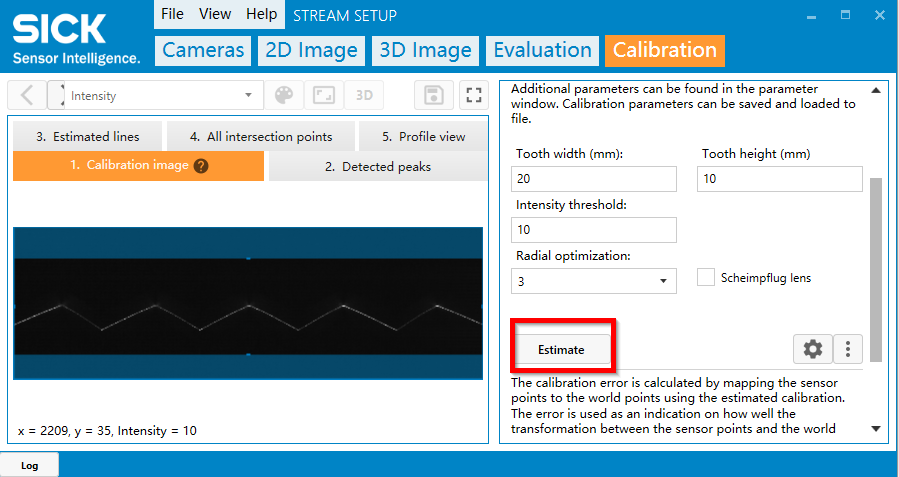 SICK
Sensor Intelligence.
File View Help STREAM SETUP
Cameras 2D Image 3D Image Evaluation Calibration
Intensity
3D
3. Estimated lines 4. All intersection points 5. Profile view
1. Calibration image ? 2. Detected peaks
x = 2209, y = 35, Intensity = 10
Additional parameters can be found in the parameter
window. Calibration parameters can be saved and loaded to
file.
Tooth width (mm): Tooth height (mm)
20 10
Intensity threshold:
10
Radial optimization:
3 Scheimpflug lens
Estimate
The calibration error is calculated by mapping the sensor
points to the world points using the estimated calibration.
The error is used as an indication on how well the
transformation between the sensor points and the world
Log